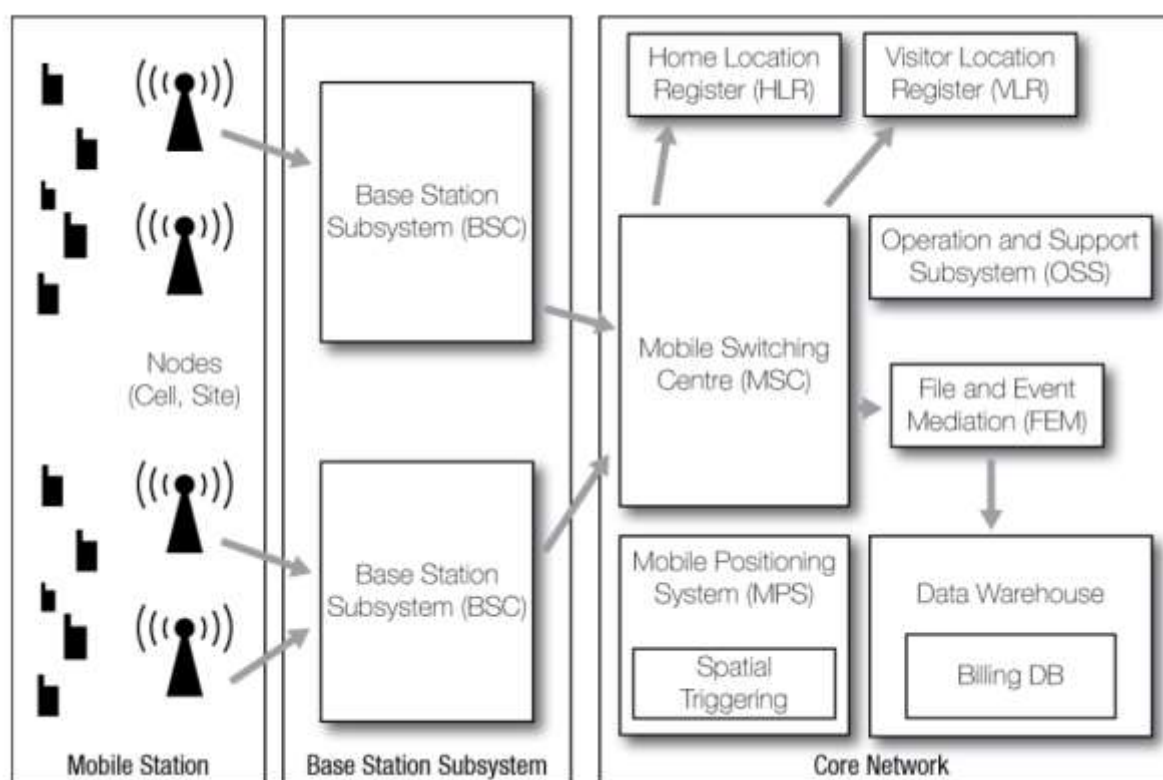 Nodes
(Cell, Site)
Mobile Station
Base Station
Subsystem (BSC)
Base Station
Subsystem (BSC)
Base Station Subsystem
Home Location
Register (HLR)
Visitor Location
Register (VLR)
Operation and Support
Subsystem (OSS)
Mobile Switching
Centre (MSC)
File and Event
Mediation (FEM)
Mobile Positioning
System (MPS)
Spatial
Triggering
Data Warehouse
Billing DB
Core Network